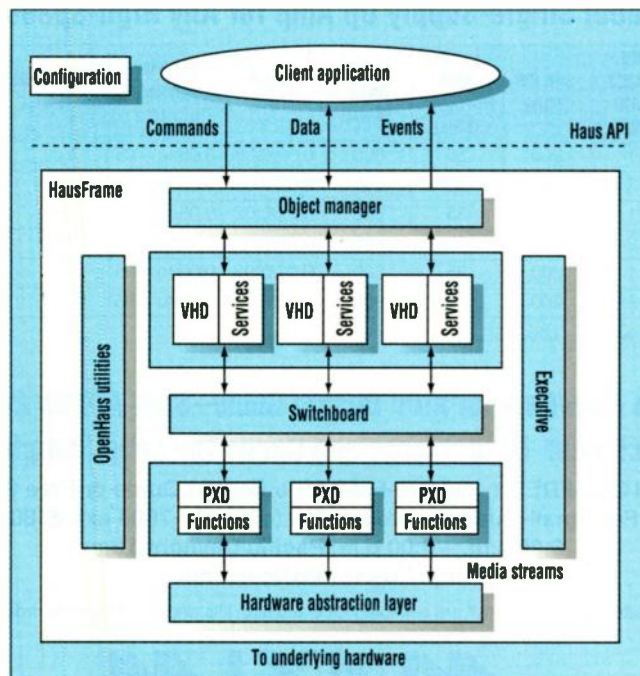 Configuration
Client application
Commands
Data
Events
Haus API
HausFrame
Object manager
OpenHaus utilities
VHD
Services
VHD
Services
VHD
Services
Executive
Switchboard
PXD
Functions
PXD
Functions
PXD
Functions
Media streams
Hardware abstraction layer
To underlying hardware